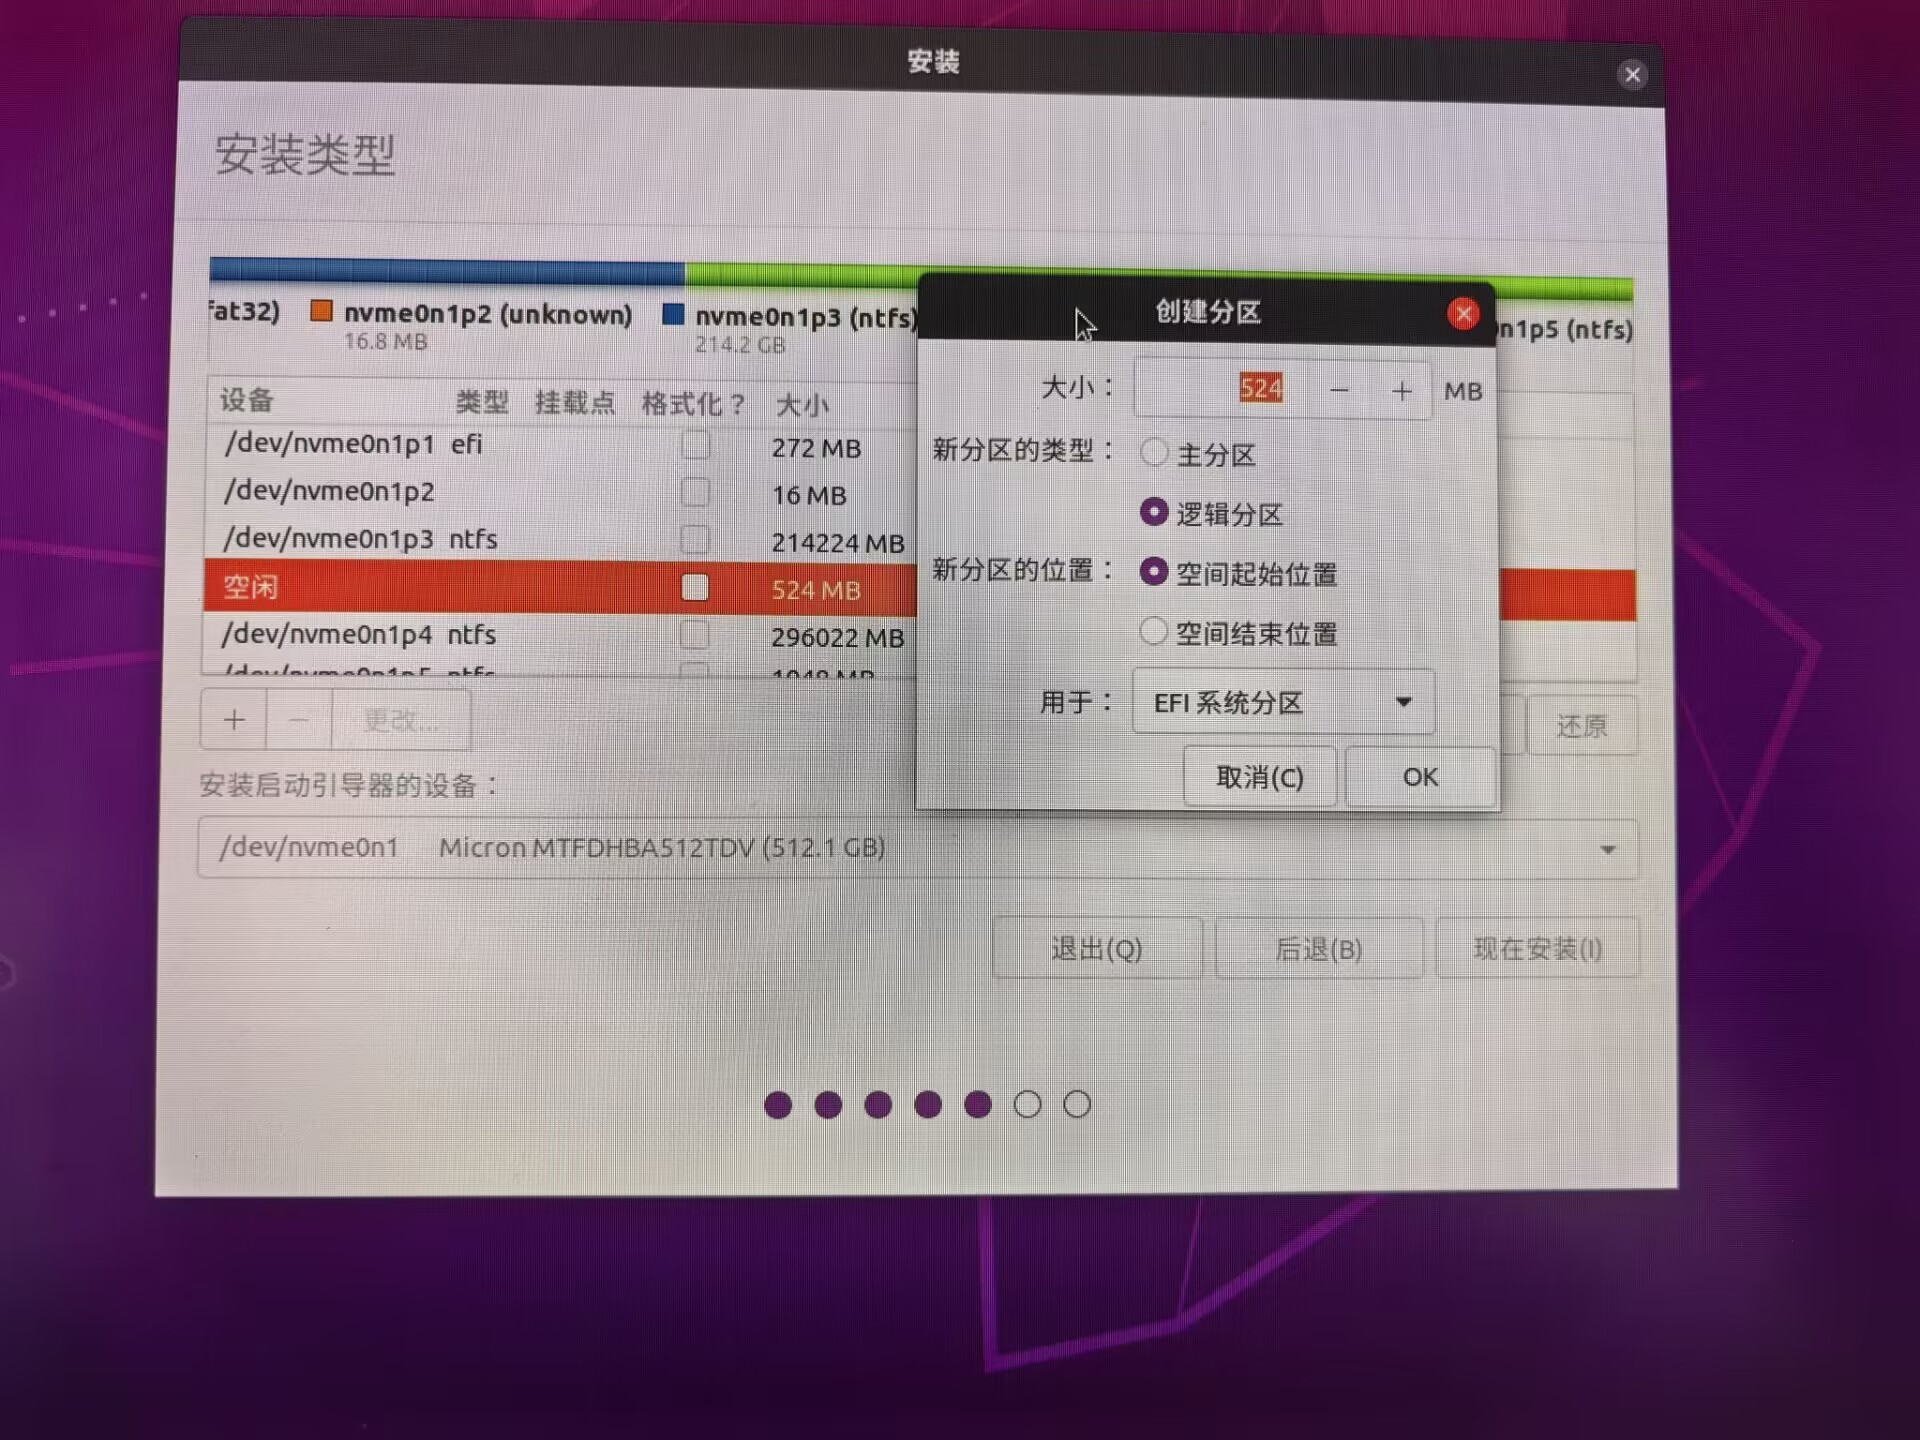 安装
安装类型
fat32) nvme0n1p2 (unknown) nvme0n1p3 (ntfs) n1p5 (ntfs)
16.8 MB 214.2 GB
设备 类型 挂载点 格式化？ 大小
/dev/nvme0n1p1 efi 272 MB
/dev/nvme0n1p2 16 MB
/dev/nvme0n1p3 ntfs 214224 MB
空闲 524 MB
/dev/nvme0n1p4 ntfs 296022 MB
/dev/nvme0n1p5 ntfs 1048 MB
+ − 更改... 还原
安装启动引导器的设备：
/dev/nvme0n1 Micron MTFDHBA512TDV (512.1 GB)
退出(Q) 后退(B) 现在安装(I)
创建分区
大小： 524 − + MB
新分区的类型： 主分区
逻辑分区
新分区的位置： 空间起始位置
空间结束位置
用于： EFI 系统分区
取消(C) OK